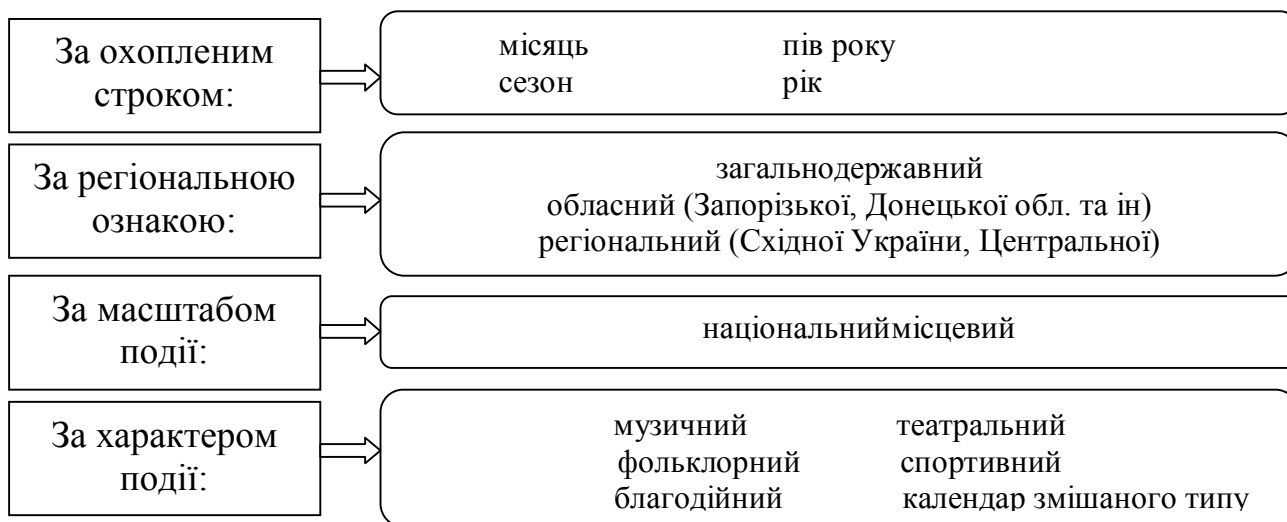 За охопленим
строком:
місяць пів року
сезон рік
За регіональною
ознакою:
загальнодержавний
обласний (Запорізької, Донецької обл. та ін)
регіональний (Східної України, Центральної)
За масштабом
події:
національниймісцевий
За характером
події:
музичний театральний
фольклорний спортивний
благодійний календар змішаного типу